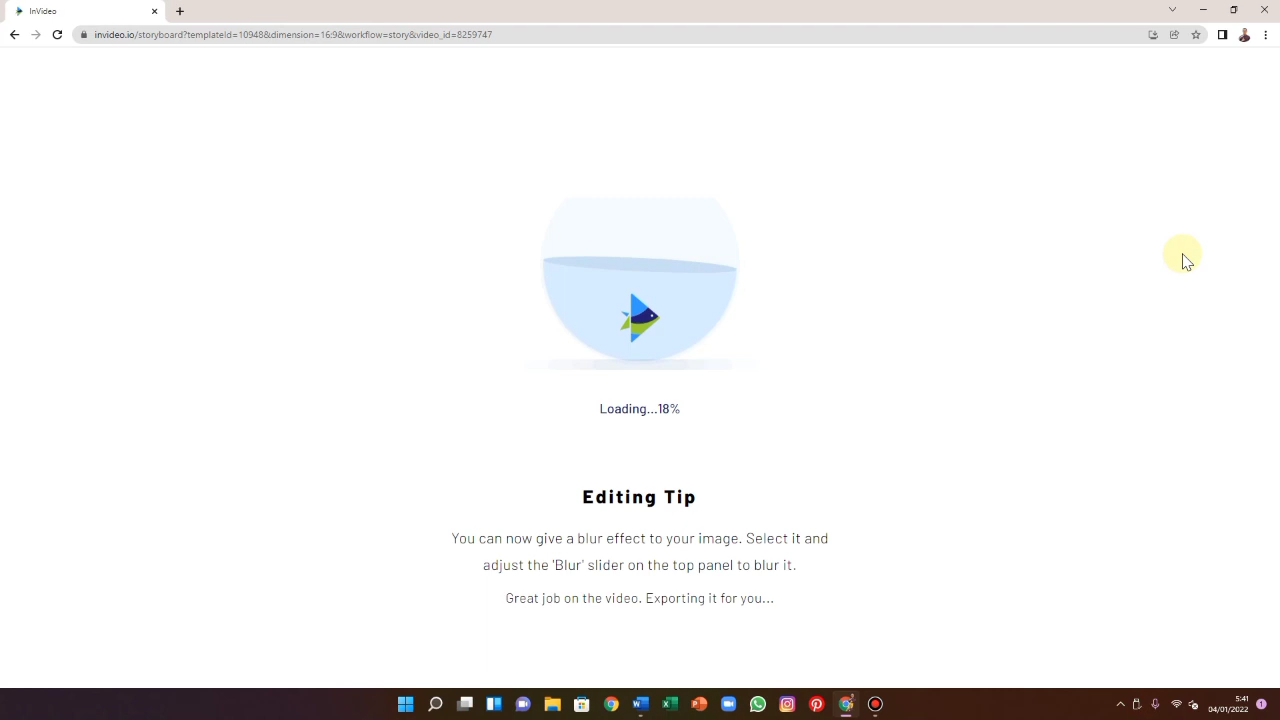 InVideo
invideo.io/storyboard?templateId=10948&dimension=16:9&workflow=story&video_id=8259747
Loading...18%
Editing Tip
You can now give a blur effect to your image. Select it and
adjust the 'Blur' slider on the top panel to blur it.
Great job on the video. Exporting it for you...
5:41
04/01/2022
1